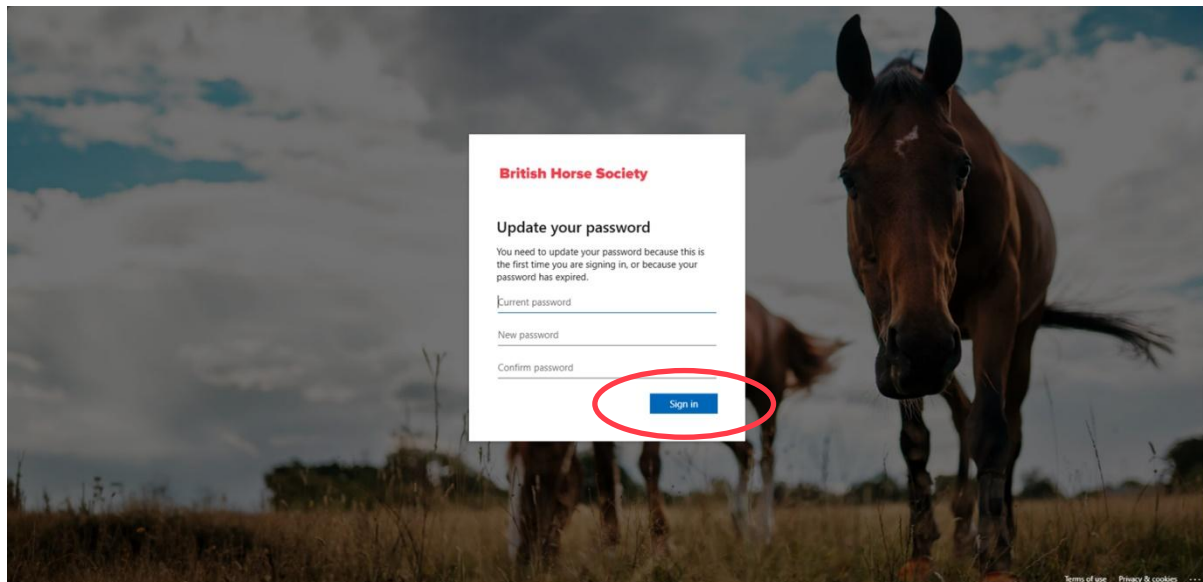 British Horse Society
Update your password
You need to update your password because this is
the first time you are signing in, or because your
password has expired.
Current password
New password
Confirm password
Sign in
Terms of use Privacy & cookies ...